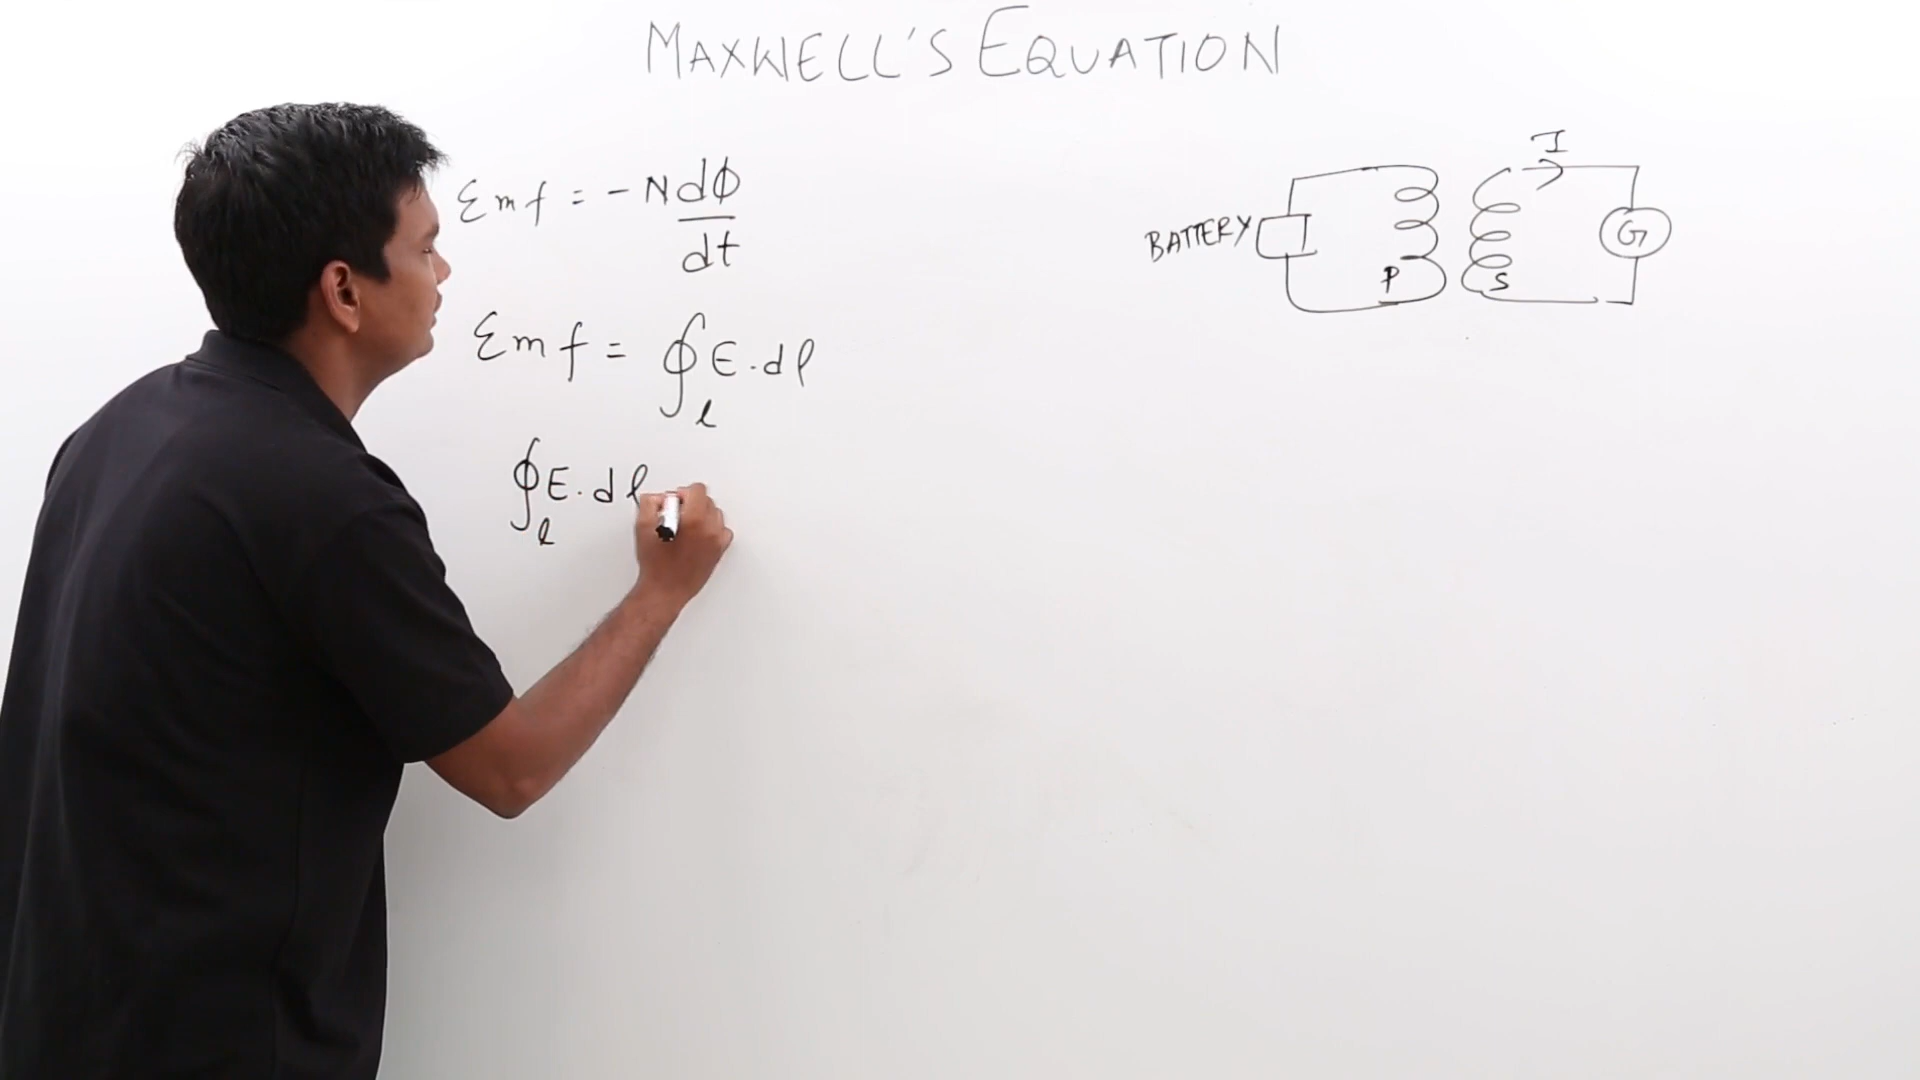 MAXWELL'S EQUATION
Emf = - N dϕ
dt
Emf = ∮ E . dl
l
∮ E . dl
l
I
BATTERY
G
P
S